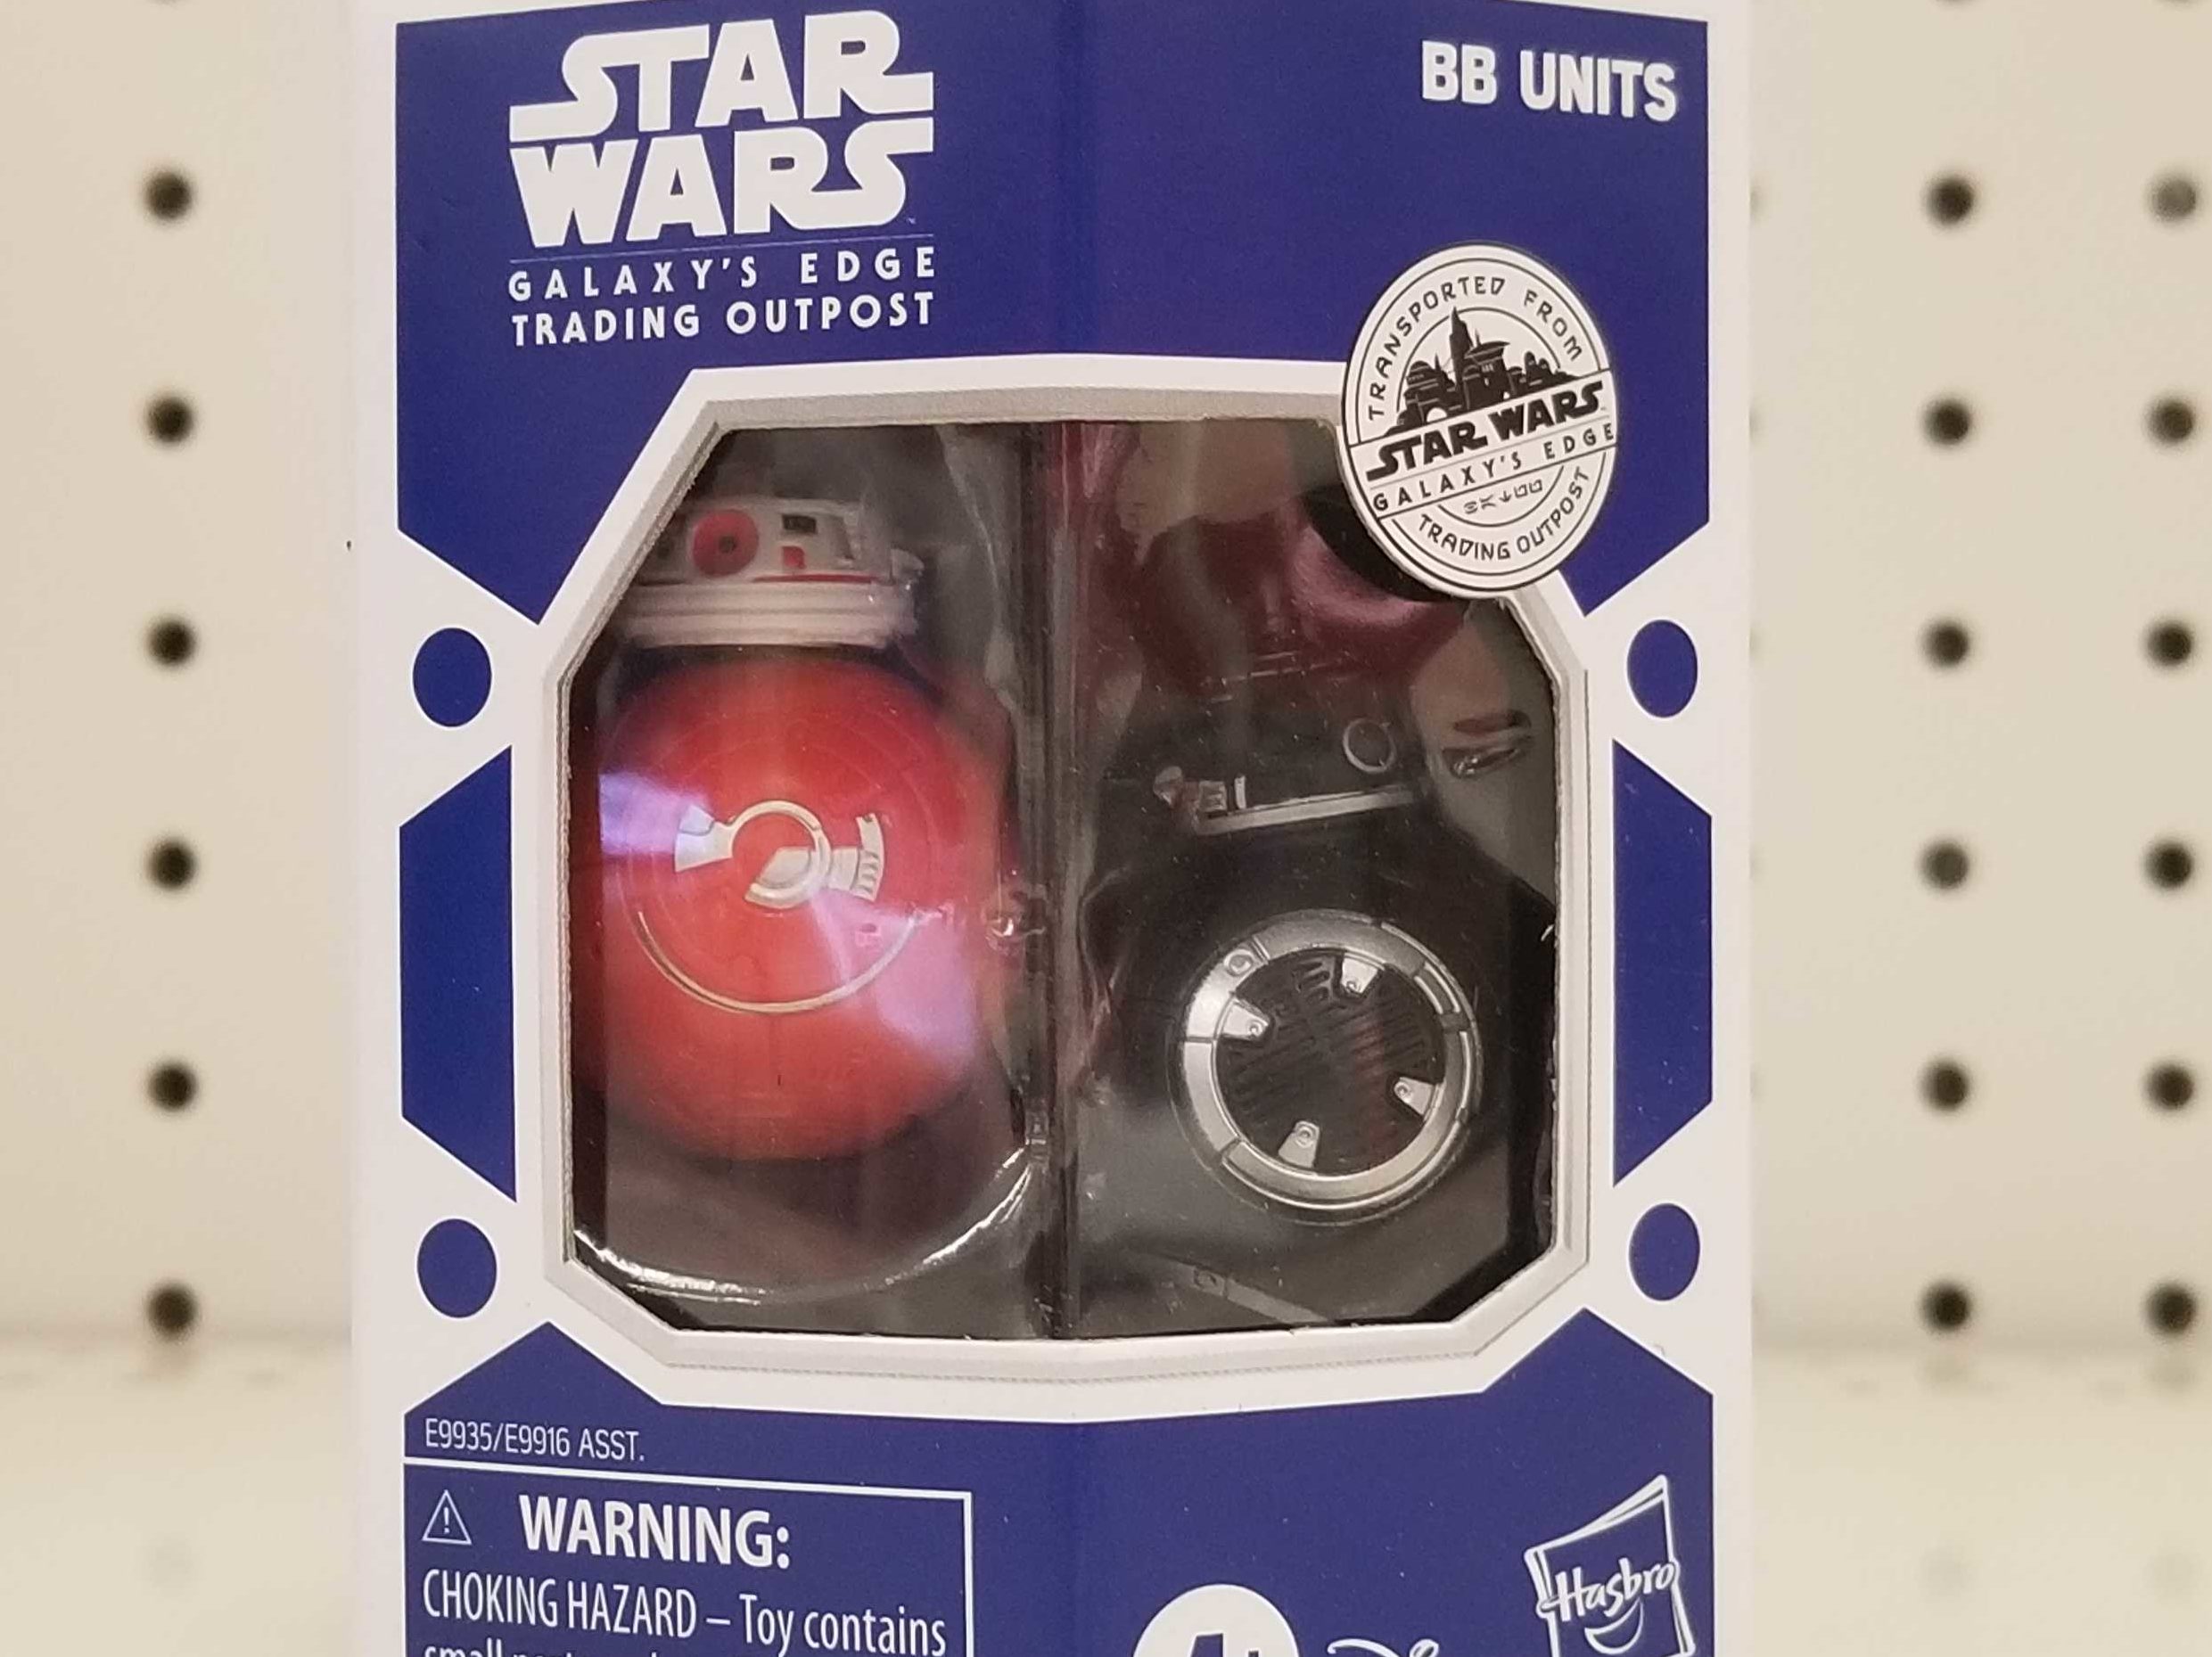 STAR
WARS
GALAXY'S EDGE
TRADING OUTPOST
BB UNITS
TRANSPORTED FROM
STAR WARS
GALAXY'S EDGE
TRADING OUTPOST
E9935/E9916 ASST.
WARNING:
CHOKING HAZARD – Toy contains
Hasbro